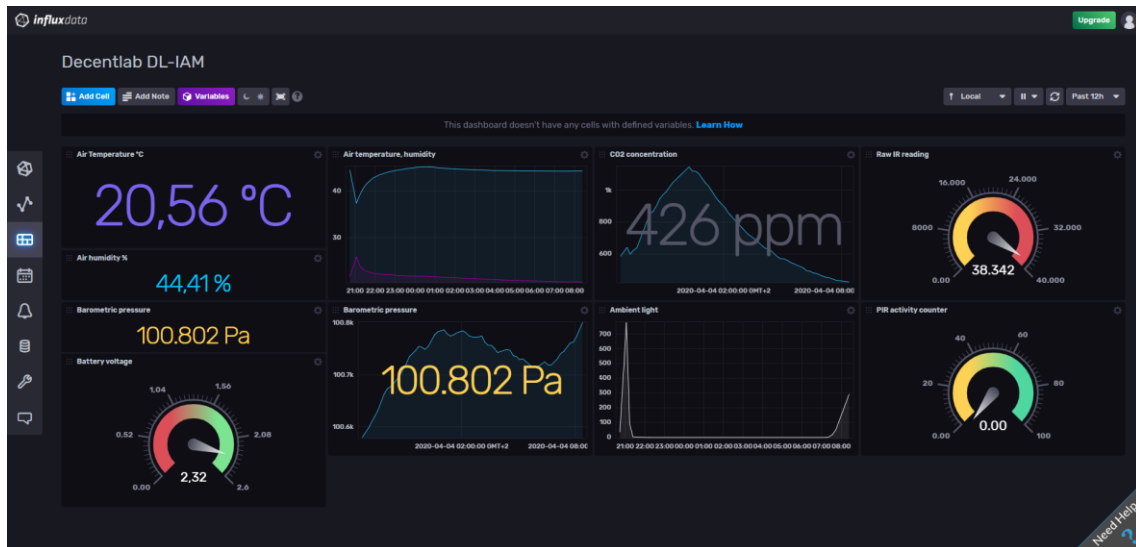 influxdata
Upgrade
Decentlab DL-IAM
Add Cell Add Note Variables
Local Past 12h
This dashboard doesn't have any cells with defined variables. Learn How
Air Temperature °C
20,56 °C
Air humidity %
44,41 %
Barometric pressure
100.802 Pa
Battery voltage
0.00 0,52 1,04 1,56 2,08 2,6
2,32
Air temperature, humidity
40
30
21:00 22:00 23:00 00:00 01:00 02:00 03:00 04:00 05:00 06:00 07:00 08:00
CO2 concentration
1k
800
600
426 ppm
2020-04-04 02:00:00 GMT+2 2020-04-04 08:00
Raw IR reading
0.00 8000 16.000 24.000 32.000 40.000
38.342
Barometric pressure
100.8k
100.7k
100.6k
100.802 Pa
2020-04-04 02:00:00 GMT+2 2020-04-04 08:00
Ambient light
700
600
500
400
300
200
100
0
21:00 22:00 23:00 00:00 01:00 02:00 03:00 04:00 05:00 06:00 07:00 08:00
PIR activity counter
0.00 20 40 60 80 100
0.00
Need Help
?